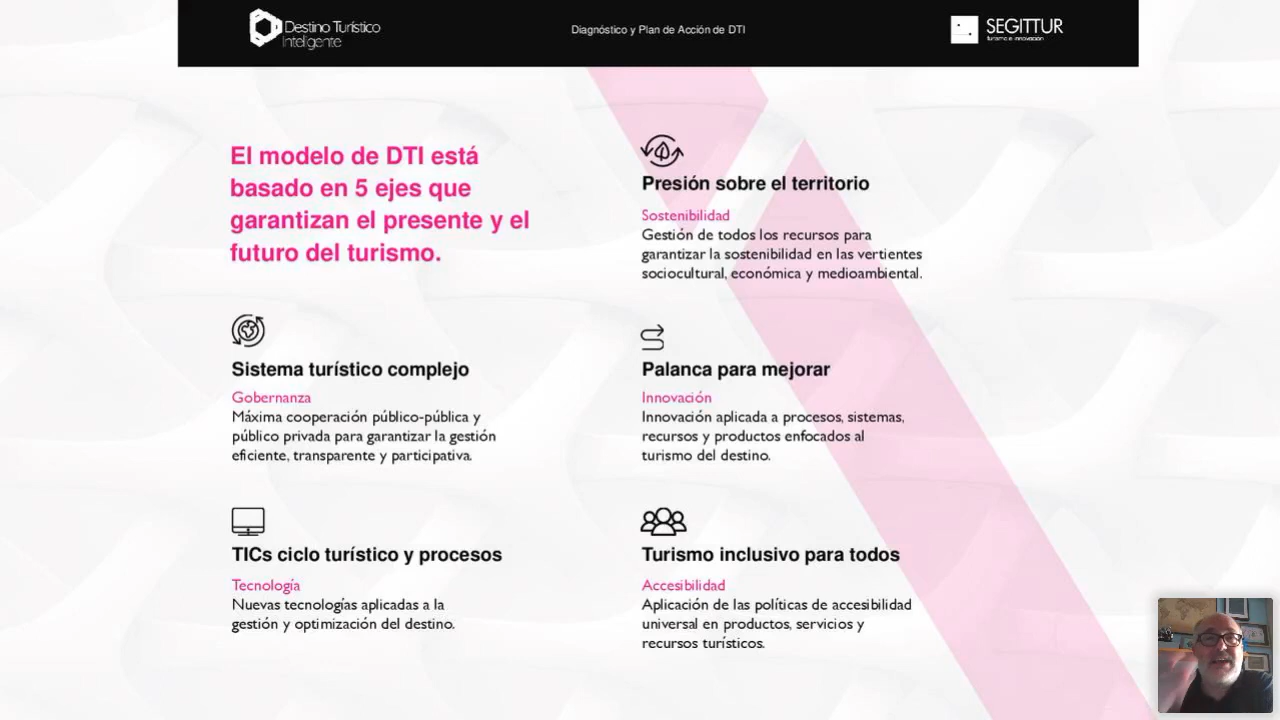 Destino Turístico
Inteligente
Diagnóstico y Plan de Acción de DTI
SEGITTUR
turismo e innovación
El modelo de DTI está
basado en 5 ejes que
garantizan el presente y el
futuro del turismo.
Presión sobre el territorio
Sostenibilidad
Gestión de todos los recursos para
garantizar la sostenibilidad en las vertientes
sociocultural, económica y medioambiental.
Sistema turístico complejo
Gobernanza
Máxima cooperación público-pública y
público privada para garantizar la gestión
eficiente, transparente y participativa.
Palanca para mejorar
Innovación
Innovación aplicada a procesos, sistemas,
recursos y productos enfocados al
turismo del destino.
TICs ciclo turístico y procesos
Tecnología
Nuevas tecnologías aplicadas a la
gestión y optimización del destino.
Turismo inclusivo para todos
Accesibilidad
Aplicación de las políticas de accesibilidad
universal en productos, servicios y
recursos turísticos.